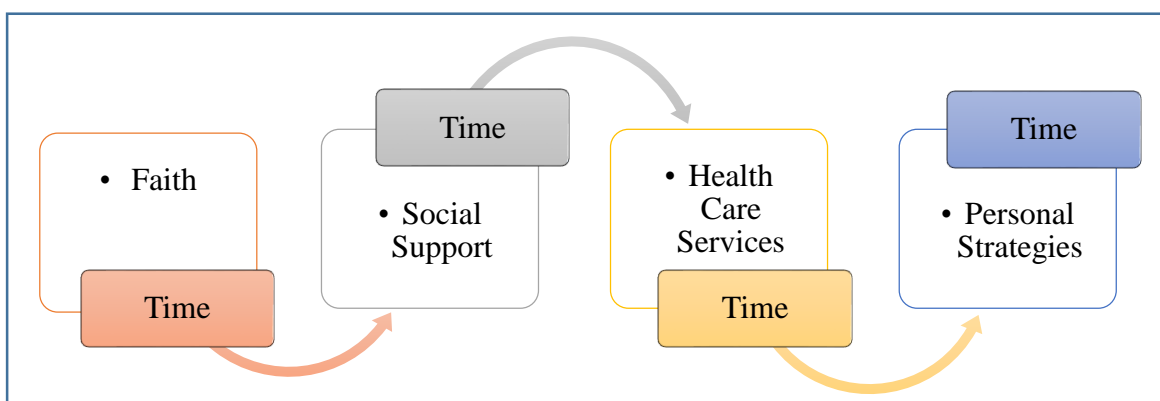 • Faith
Time
Time
• Social
Support
• Health
Care
Services
Time
Time
• Personal
Strategies